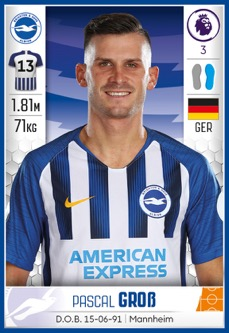 3
13
1.81M
71KG
GER
AMERICAN
EXPRESS
PASCAL GROß
D.O.B. 15-06-91 | Mannheim